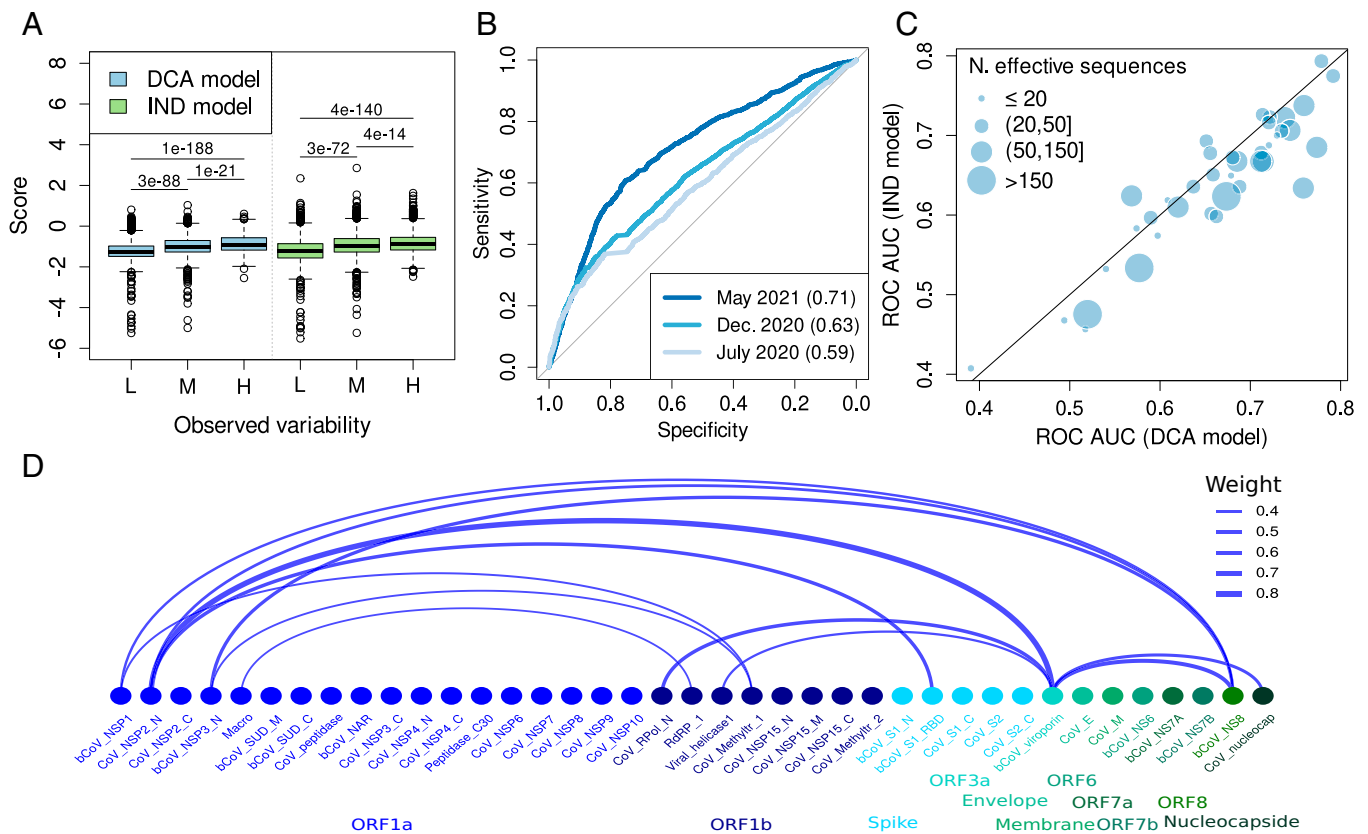 A
8
6
4
2
0
-2
-4
-6
Score
DCA model
IND model
4e-140
1e-188
4e-14
3e-72
1e-21
3e-88
L
M
H
L
M
H
Observed variability
B
1.0
0.8
0.6
0.4
0.2
0.0
Sensitivity
May 2021 (0.71)
Dec. 2020 (0.63)
July 2020 (0.59)
1.0
0.8
0.6
0.4
0.2
0.0
Specificity
C
0.8
0.7
0.6
0.5
0.4
ROC AUC (IND model)
N. effective sequences
≤ 20
(20,50]
(50,150]
>150
0.4
0.5
0.6
0.7
0.8
ROC AUC (DCA model)
D
Weight
0.4
0.5
0.6
0.7
0.8
bCoV_NSP1
CoV_NSP2_N
CoV_NSP2_C
bCoV_NSP3_N
Macro
bCoV_SUD_M
bCoV_SUD_C
CoV_peptidase
bCoV_NAR
CoV_NSP3_C
CoV_NSP4_N
CoV_NSP4_C
Peptidase_C30
CoV_NSP6
CoV_NSP7
CoV_NSP8
CoV_NSP9
CoV_NSP10
CoV_RPol_N
RdRP_1
Viral_helicase1
CoV_Methyltr_1
CoV_NSP15_N
CoV_NSP15_M
CoV_NSP15_C
CoV_Methyltr_2
bCoV_S1_N
bCoV_S1_RBD
CoV_S1_C
CoV_S2
CoV_S2_C
bCoV_viroporin
CoV_E
CoV_M
bCoV_NS6
bCoV_NS7A
bCoV_NS7B
bCoV_NS8
CoV_nucleocap
ORF3a
ORF6
Envelope
ORF7a
ORF8
ORF1a
ORF1b
Spike
Membrane
ORF7b
Nucleocapside